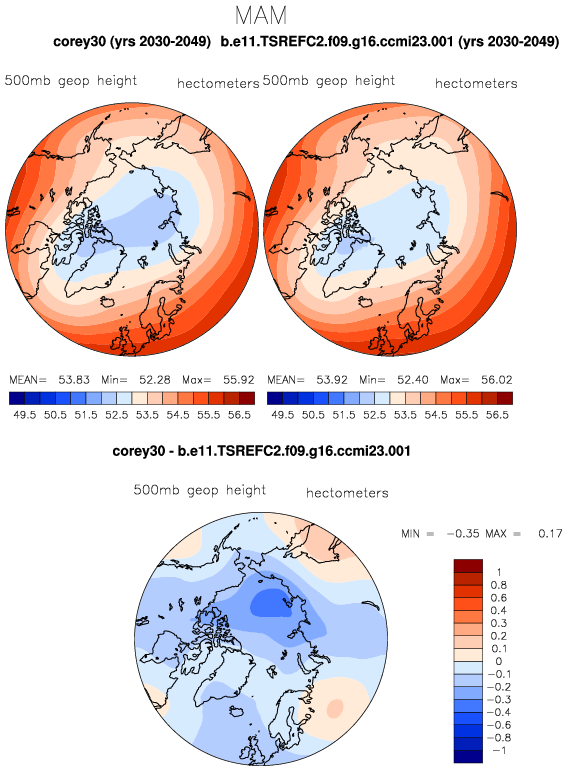 MAM
corey30 (yrs 2030-2049) b.e11.TSREFC2.f09.g16.ccmi23.001 (yrs 2030-2049)
500mb geop height hectometers 500mb geop height hectometers
MEAN= 53.83 Min= 52.28 Max= 55.92 MEAN= 53.92 Min= 52.40 Max= 56.02
49.5 50.5 51.5 52.5 53.5 54.5 55.5 56.5 49.5 50.5 51.5 52.5 53.5 54.5 55.5 56.5
corey30 - b.e11.TSREFC2.f09.g16.ccmi23.001
500mb geop height hectometers
MIN = -0.35 MAX = 0.17
1
0.8
0.6
0.4
0.3
0.2
0.1
0
-0.1
-0.2
-0.3
-0.4
-0.6
-0.8
-1